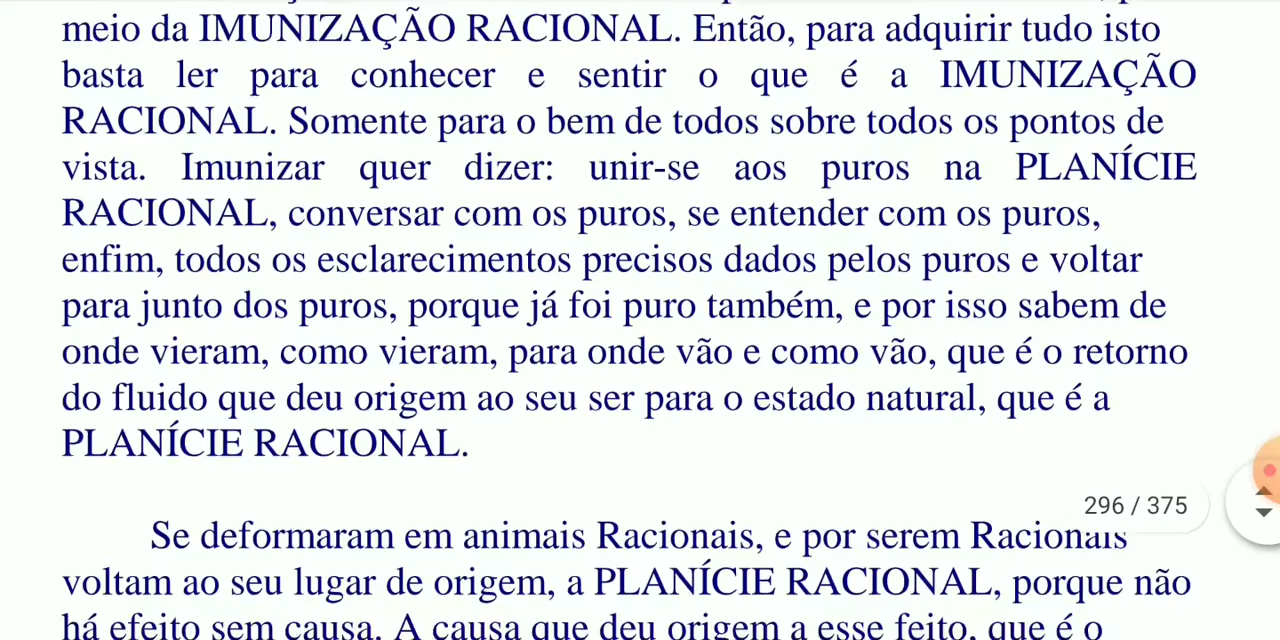 meio da IMUNIZAÇÃO RACIONAL. Então, para adquirir tudo isto
basta ler para conhecer e sentir o que é a IMUNIZAÇÃO
RACIONAL. Somente para o bem de todos sobre todos os pontos de
vista. Imunizar quer dizer: unir-se aos puros na PLANÍCIE
RACIONAL, conversar com os puros, se entender com os puros,
enfim, todos os esclarecimentos precisos dados pelos puros e voltar
para junto dos puros, porque já foi puro também, e por isso sabem de
onde vieram, como vieram, para onde vão e como vão, que é o retorno
do fluido que deu origem ao seu ser para o estado natural, que é a
PLANÍCIE RACIONAL.
296 / 375
Se deformaram em animais Racionais, e por serem Racionais
voltam ao seu lugar de origem, a PLANÍCIE RACIONAL, porque não
há efeito sem causa. A causa que deu origem a esse feito, que é o